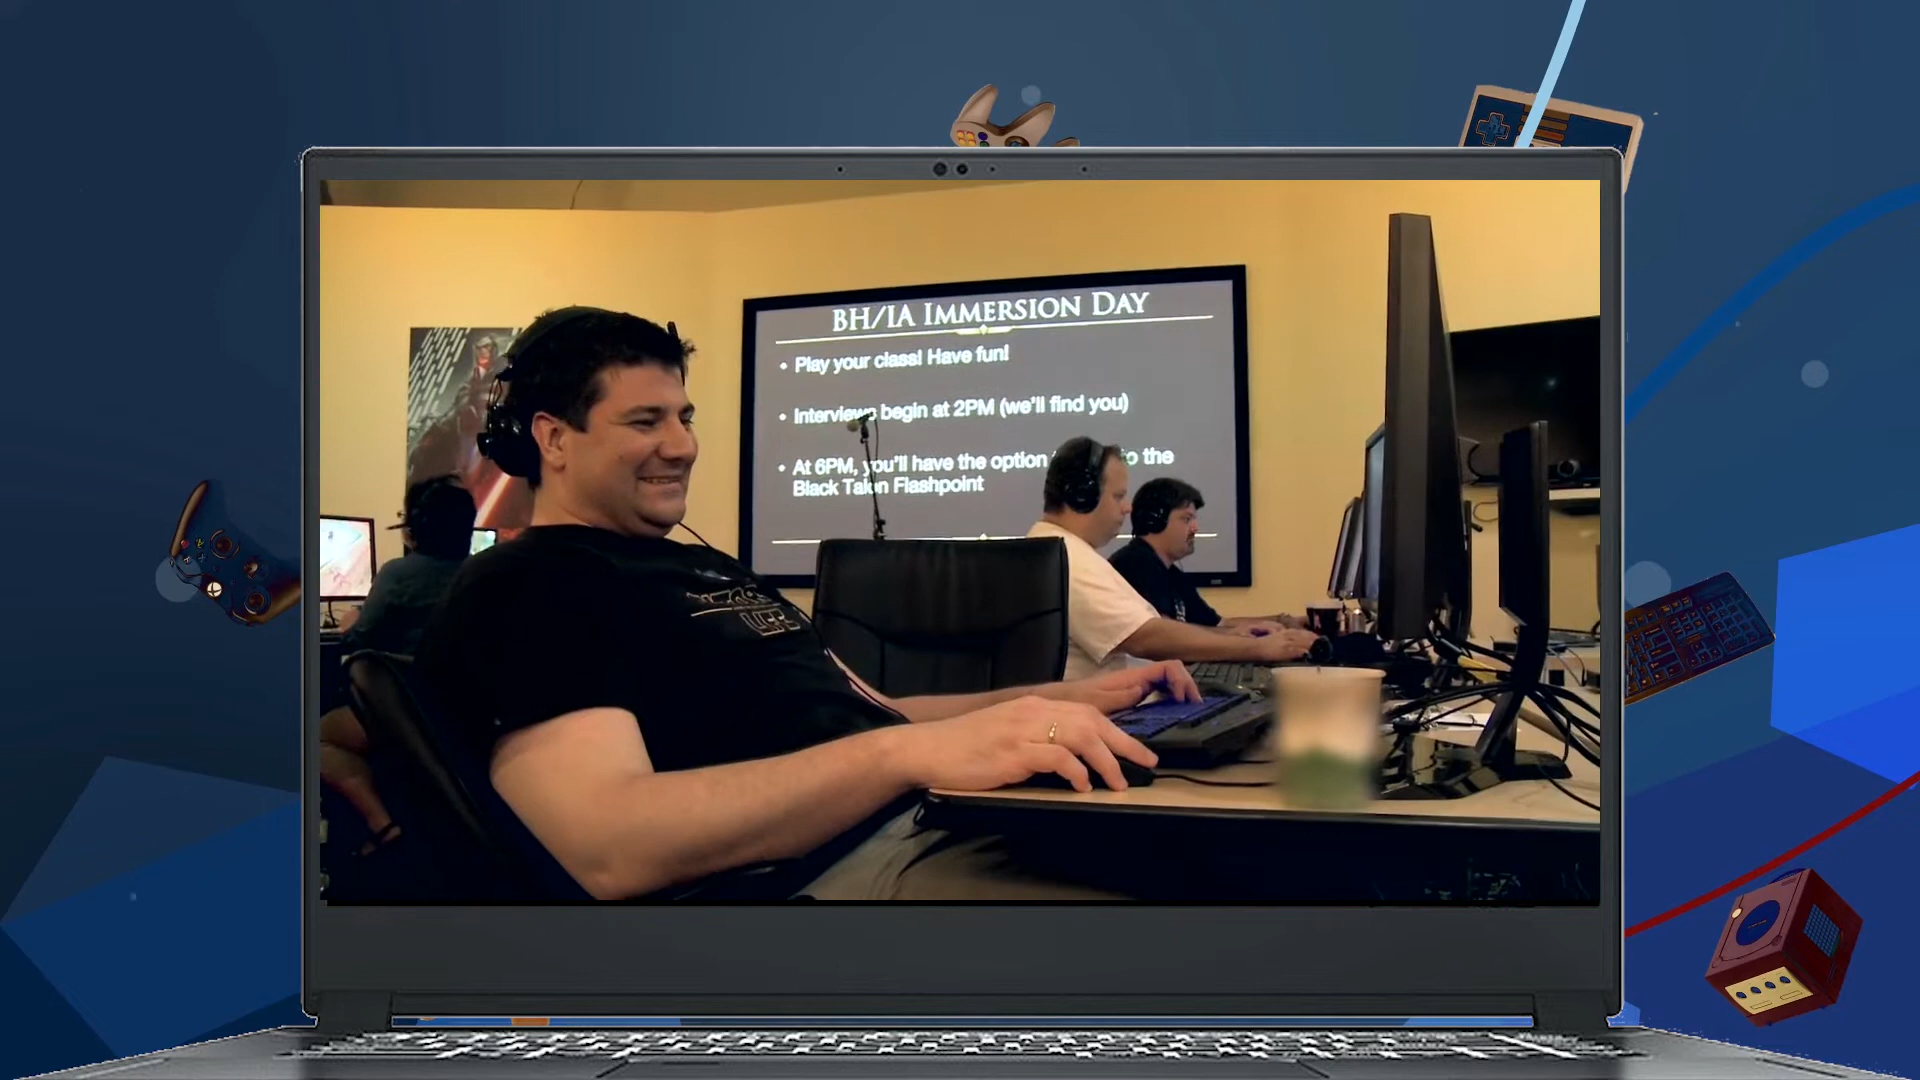 BH/IA IMMERSION DAY
• Play your class! Have fun!
• Interviews begin at 2PM (we'll find you)
• At 6PM, you'll have the option to the
Black Talon Flashpoint